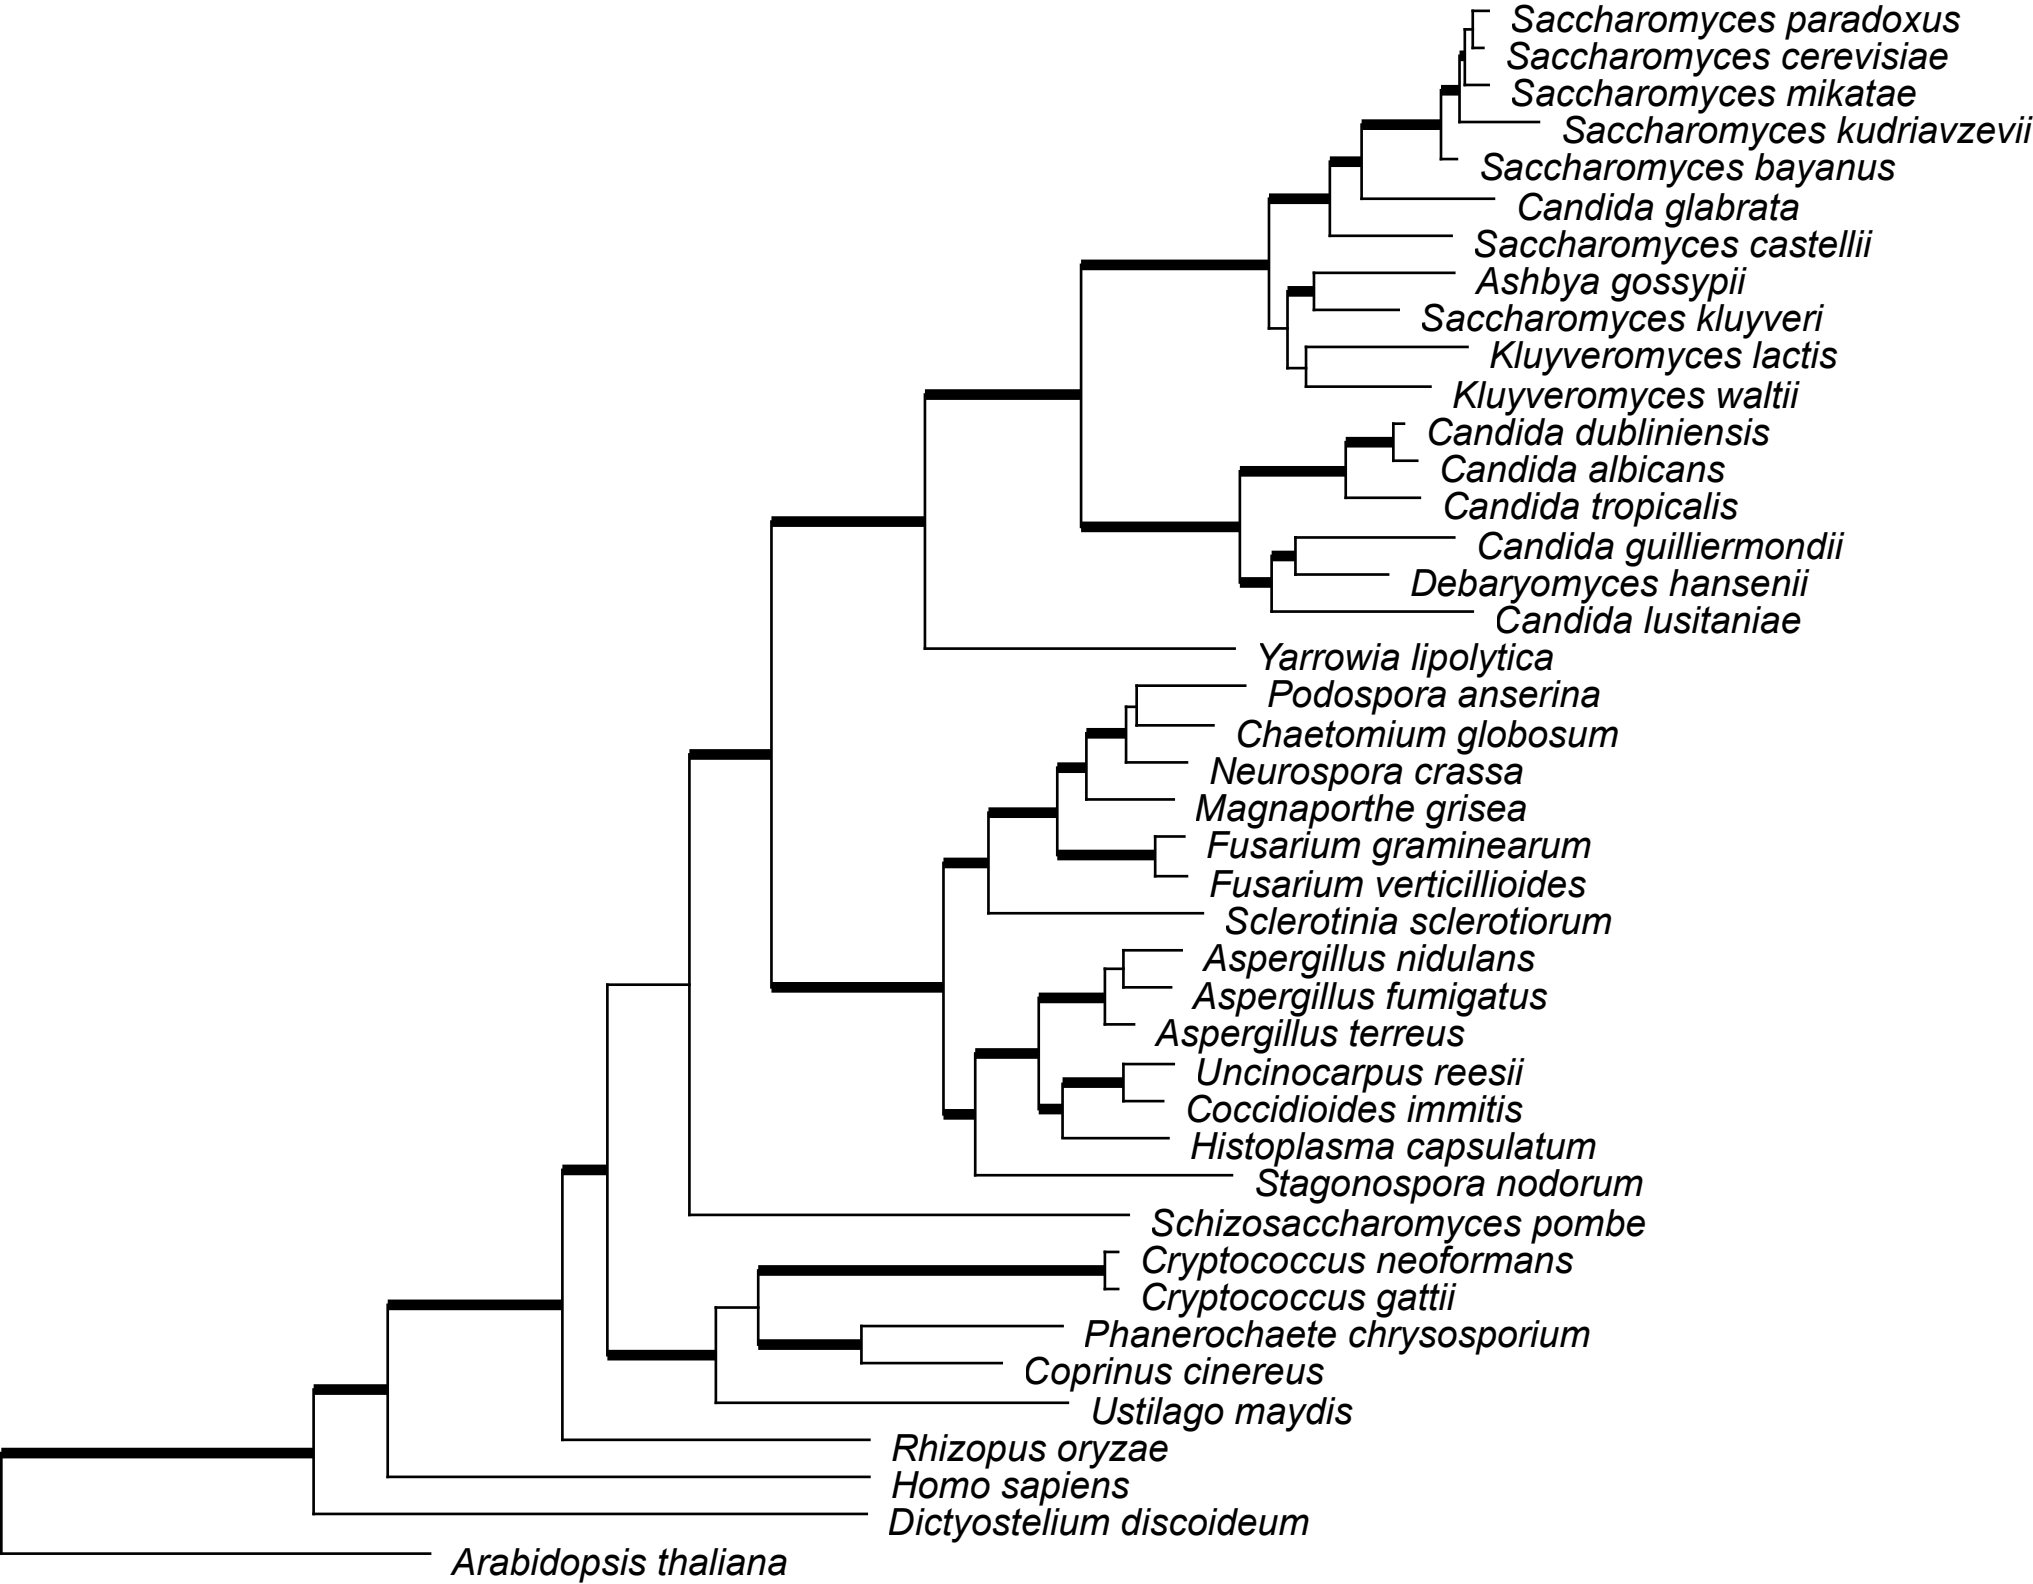 Saccharomyces paradoxus
Saccharomyces cerevisiae
Saccharomyces mikatae
Saccharomyces kudriavzevii
Saccharomyces bayanus
Candida glabrata
Saccharomyces castellii
Ashbya gossypii
Saccharomyces kluyveri
Kluyveromyces lactis
Kluyveromyces waltii
Candida dubliniensis
Candida albicans
Candida tropicalis
Candida guilliermondii
Debaryomyces hansenii
Candida lusitaniae
Yarrowia lipolytica
Podospora anserina
Chaetomium globosum
Neurospora crassa
Magnaporthe grisea
Fusarium graminearum
Fusarium verticillioides
Sclerotinia sclerotiorum
Aspergillus nidulans
Aspergillus fumigatus
Aspergillus terreus
Uncinocarpus reesii
Coccidioides immitis
Histoplasma capsulatum
Stagonospora nodorum
Schizosaccharomyces pombe
Cryptococcus neoformans
Cryptococcus gattii
Phanerochaete chrysosporium
Coprinus cinereus
Ustilago maydis
Rhizopus oryzae
Homo sapiens
Dictyostelium discoideum
Arabidopsis thaliana